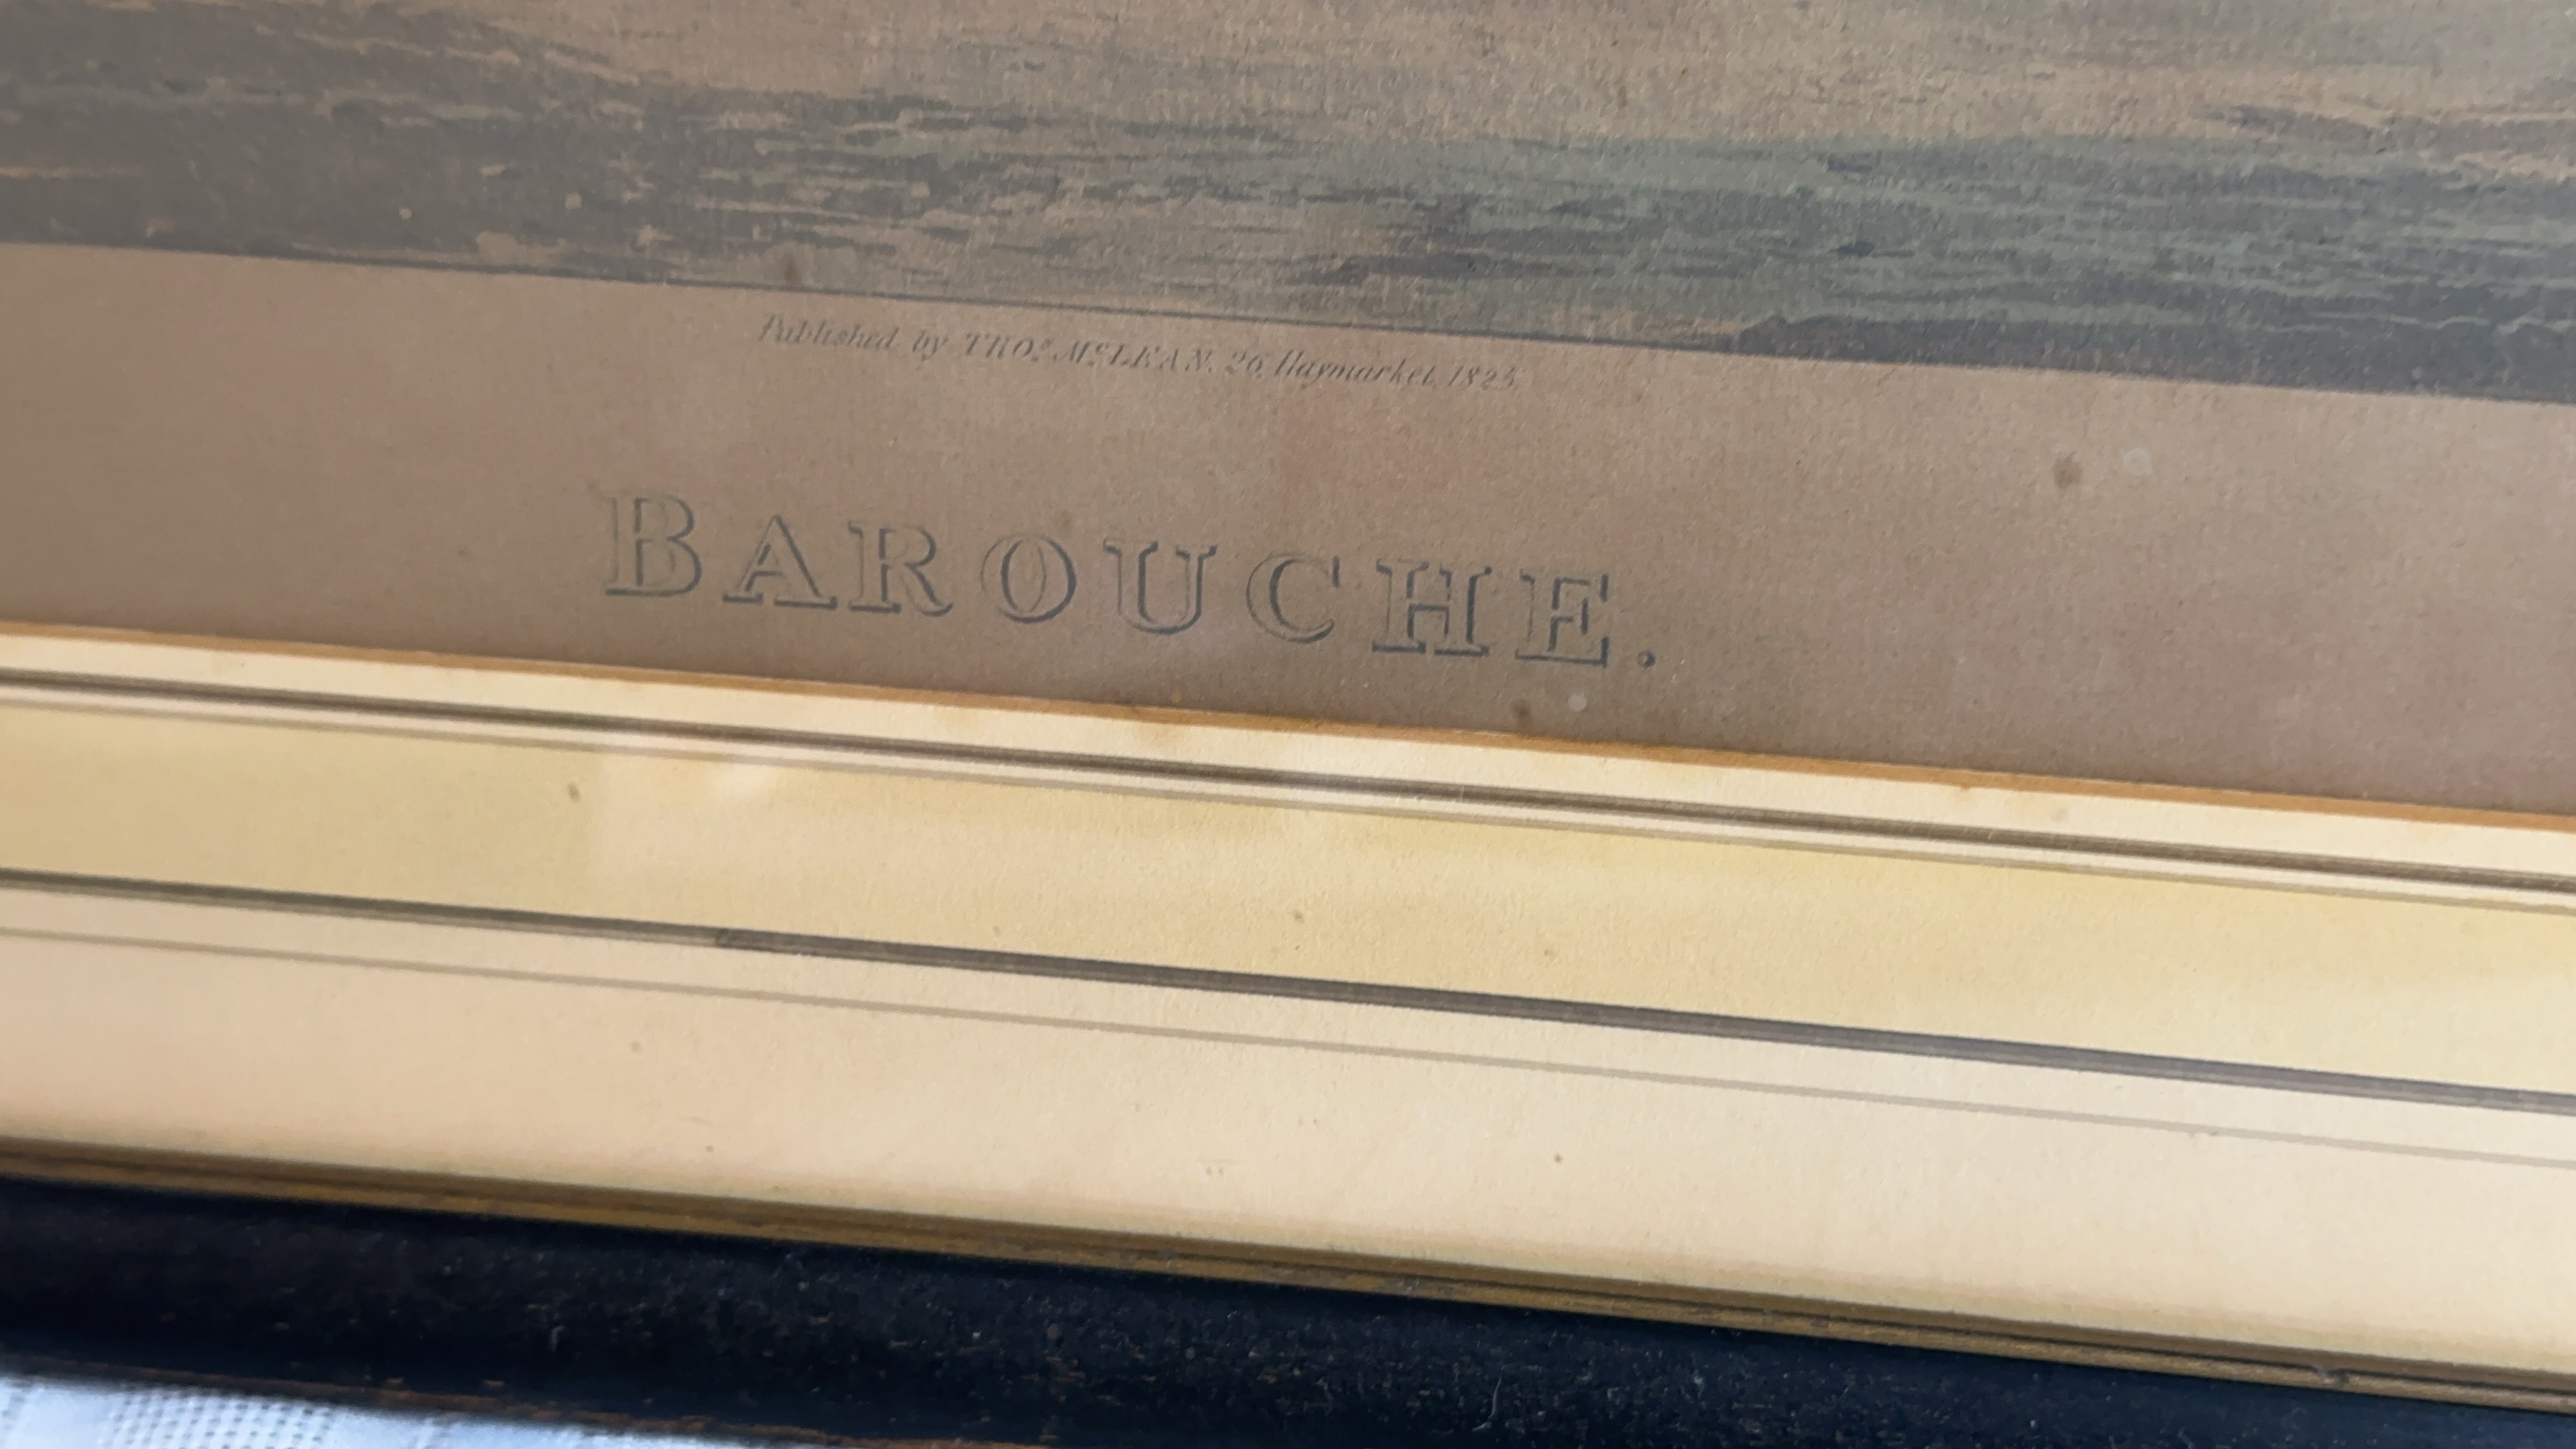 Published by THOS. McLEAN. 26, Haymarket, 1825
BAROUCHE.